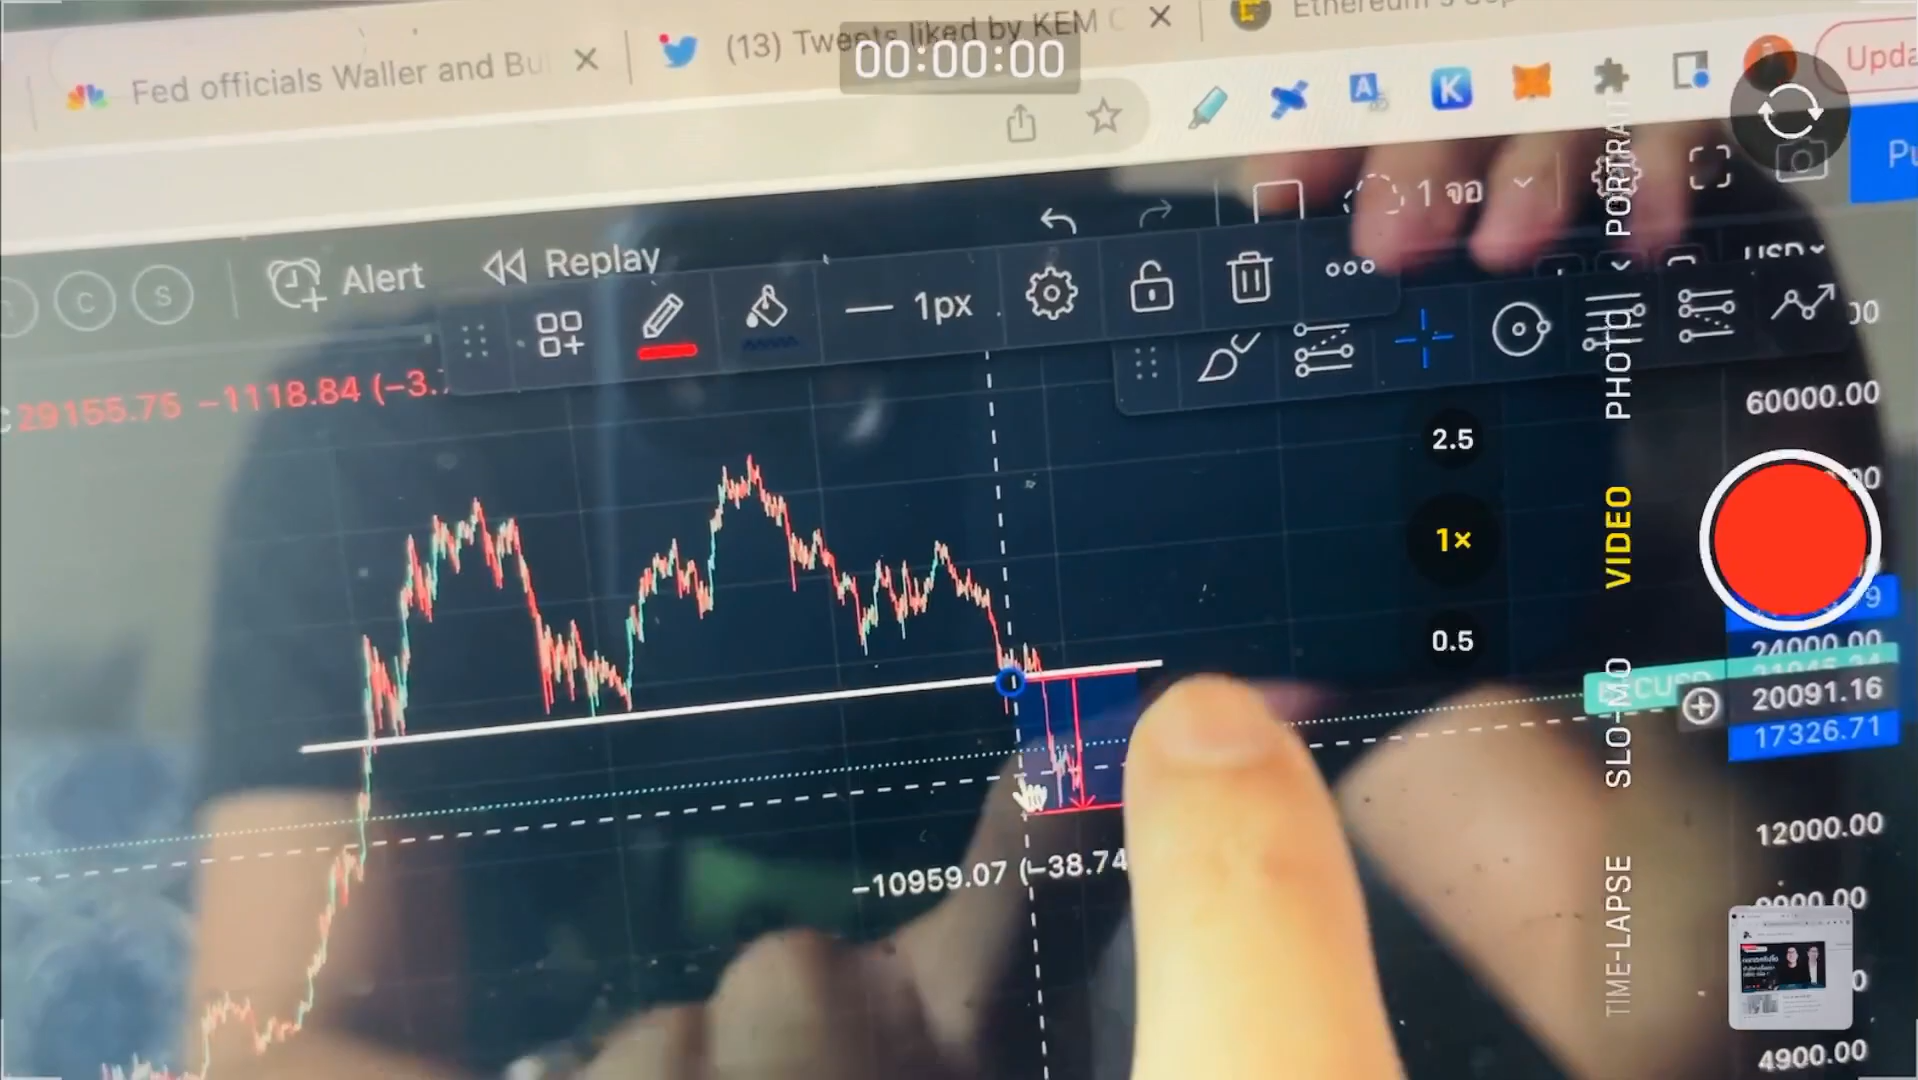 Fed officials Waller and Bu
(13) Tweets liked by KEM C
00:00:00
Upda
A
K
1 จอ
C
S
Alert
Replay
1px
USD
29155.75 −1118.84 (−3.
60000.00
24000.00
20091.16
17326.71
12000.00
4900.00
−10959.07 (−38.74
2.5
1×
0.5
PORTRAIT
PHOTO
VIDEO
SLO-MO
TIME-LAPSE